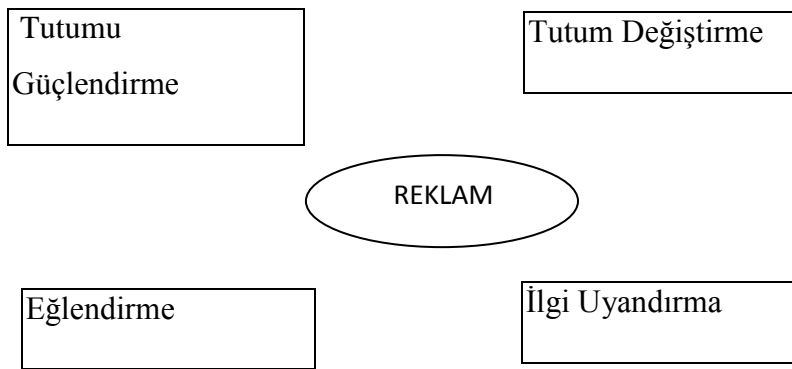 Tutumu
Güçlendirme
Tutum Değiştirme
REKLAM
Eğlendirme
İlgi Uyandırma